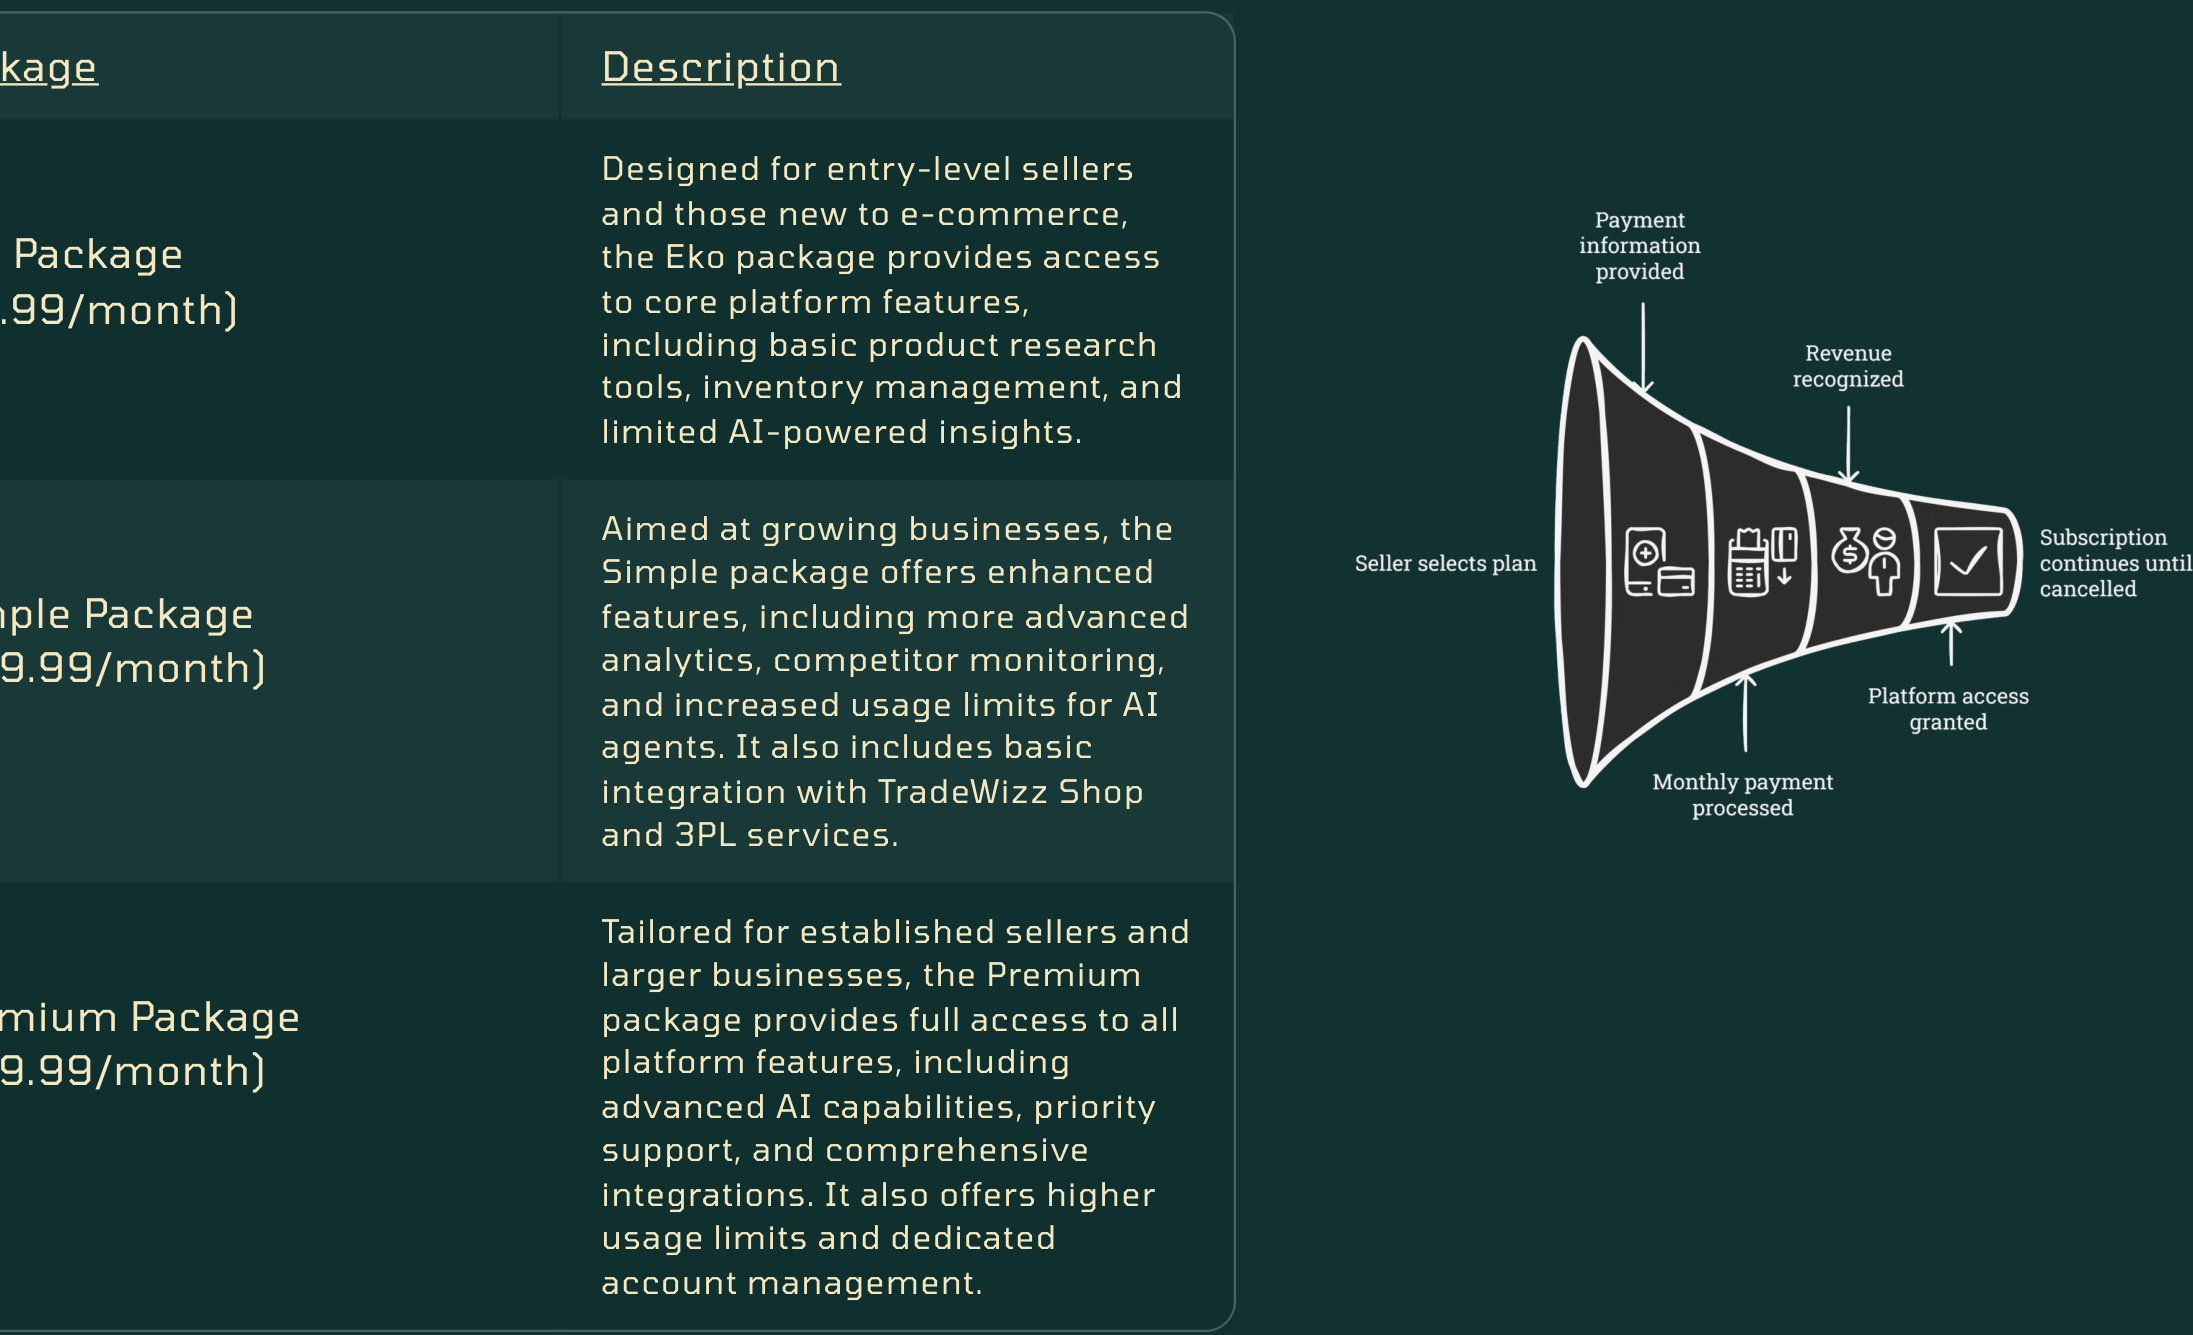 kage
Description
Package
.99/month)
Designed for entry-level sellers
and those new to e-commerce,
the Eko package provides access
to core platform features,
including basic product research
tools, inventory management, and
limited AI-powered insights.
mple Package
9.99/month)
Aimed at growing businesses, the
Simple package offers enhanced
features, including more advanced
analytics, competitor monitoring,
and increased usage limits for AI
agents. It also includes basic
integration with TradeWizz Shop
and 3PL services.
mium Package
9.99/month)
Tailored for established sellers and
larger businesses, the Premium
package provides full access to all
platform features, including
advanced AI capabilities, priority
support, and comprehensive
integrations. It also offers higher
usage limits and dedicated
account management.
Payment
information
provided
Revenue
recognized
Seller selects plan
Subscription
continues until
cancelled
Platform access
granted
Monthly payment
processed